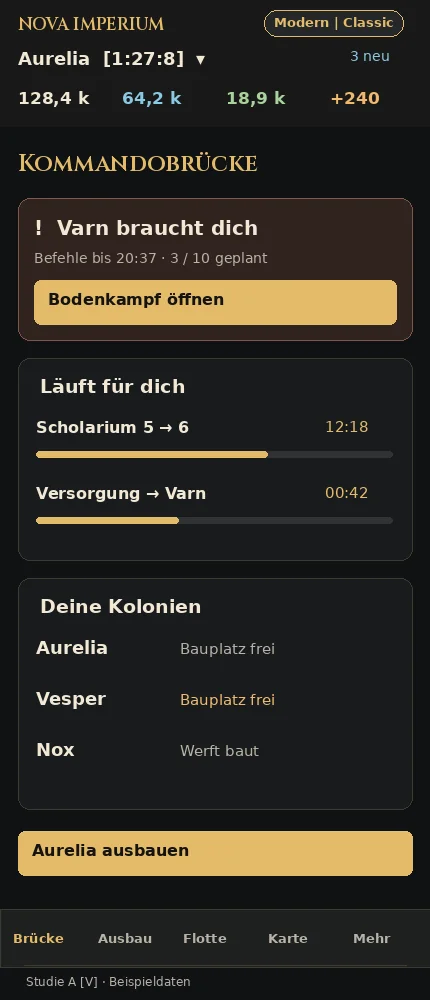 NOVA IMPERIUM
Modern | Classic
Aurelia [1:27:8] ▼
3 neu
128,4 k 64,2 k 18,9 k +240
Kommandobrücke
! Varn braucht dich
Befehle bis 20:37 · 3 / 10 geplant
Bodenkampf öffnen
Läuft für dich
Scholarium 5 → 6 12:18
Versorgung → Varn 00:42
Deine Kolonien
Aurelia Bauplatz frei
Vesper Bauplatz frei
Nox Werft baut
Aurelia ausbauen
Brücke Ausbau Flotte Karte Mehr
Studie A [V] · Beispieldaten